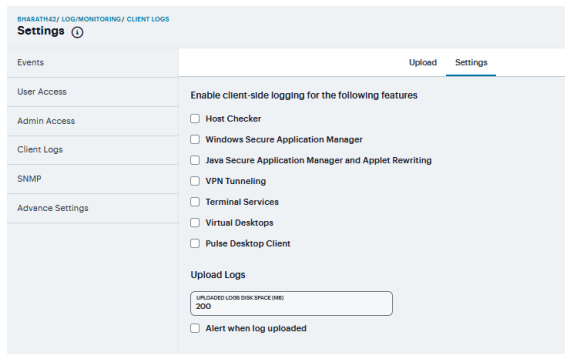 BHARATH42/ LOG/MONITORING/ CLIENT LOGS
Settings
Events
User Access
Admin Access
Client Logs
SNMP
Advance Settings
Upload Settings
Enable client-side logging for the following features
Host Checker
Windows Secure Application Manager
Java Secure Application Manager and Applet Rewriting
VPN Tunneling
Terminal Services
Virtual Desktops
Pulse Desktop Client
Upload Logs
UPLOADED LOGS DISK SPACE (MB)
200
Alert when log uploaded